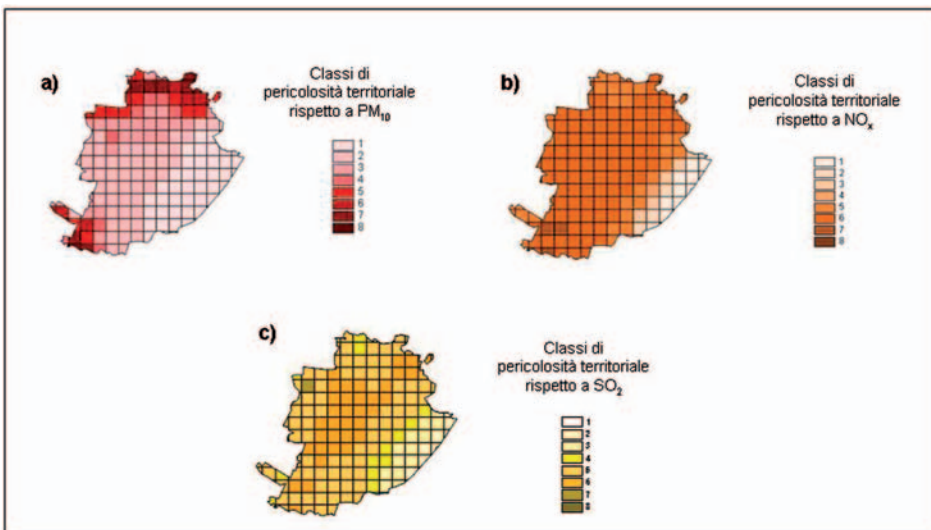 a)
Classi di
pericolosità territoriale
rispetto a PM₁₀
1
2
3
4
5
6
7
8
b)
Classi di
pericolosità territoriale
rispetto a NOₓ
1
2
3
4
5
6
7
8
c)
Classi di
pericolosità territoriale
rispetto a SO₂
1
2
3
4
5
6
7
8